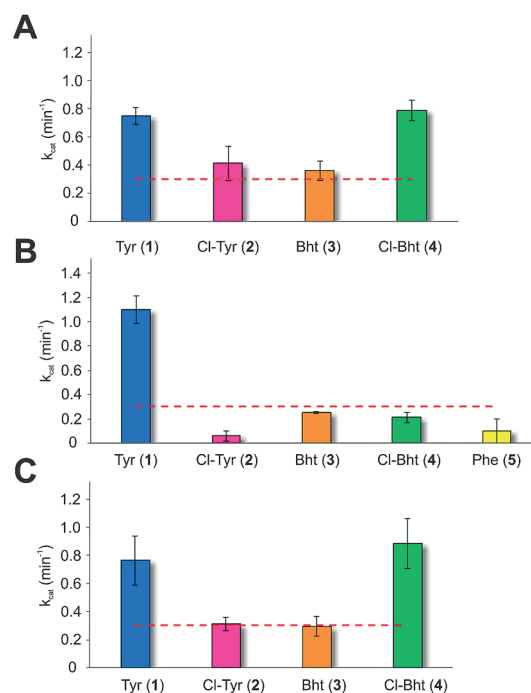 A
k_cat (min⁻¹)
1.2
1.0
0.8
0.6
0.4
0.2
0
Tyr (1) Cl-Tyr (2) Bht (3) Cl-Bht (4)
B
k_cat (min⁻¹)
1.4
1.2
1.0
0.8
0.6
0.4
0.2
0
Tyr (1) Cl-Tyr (2) Bht (3) Cl-Bht (4) Phe (5)
C
k_cat (min⁻¹)
1.2
1.0
0.8
0.6
0.4
0.2
0
Tyr (1) Cl-Tyr (2) Bht (3) Cl-Bht (4)